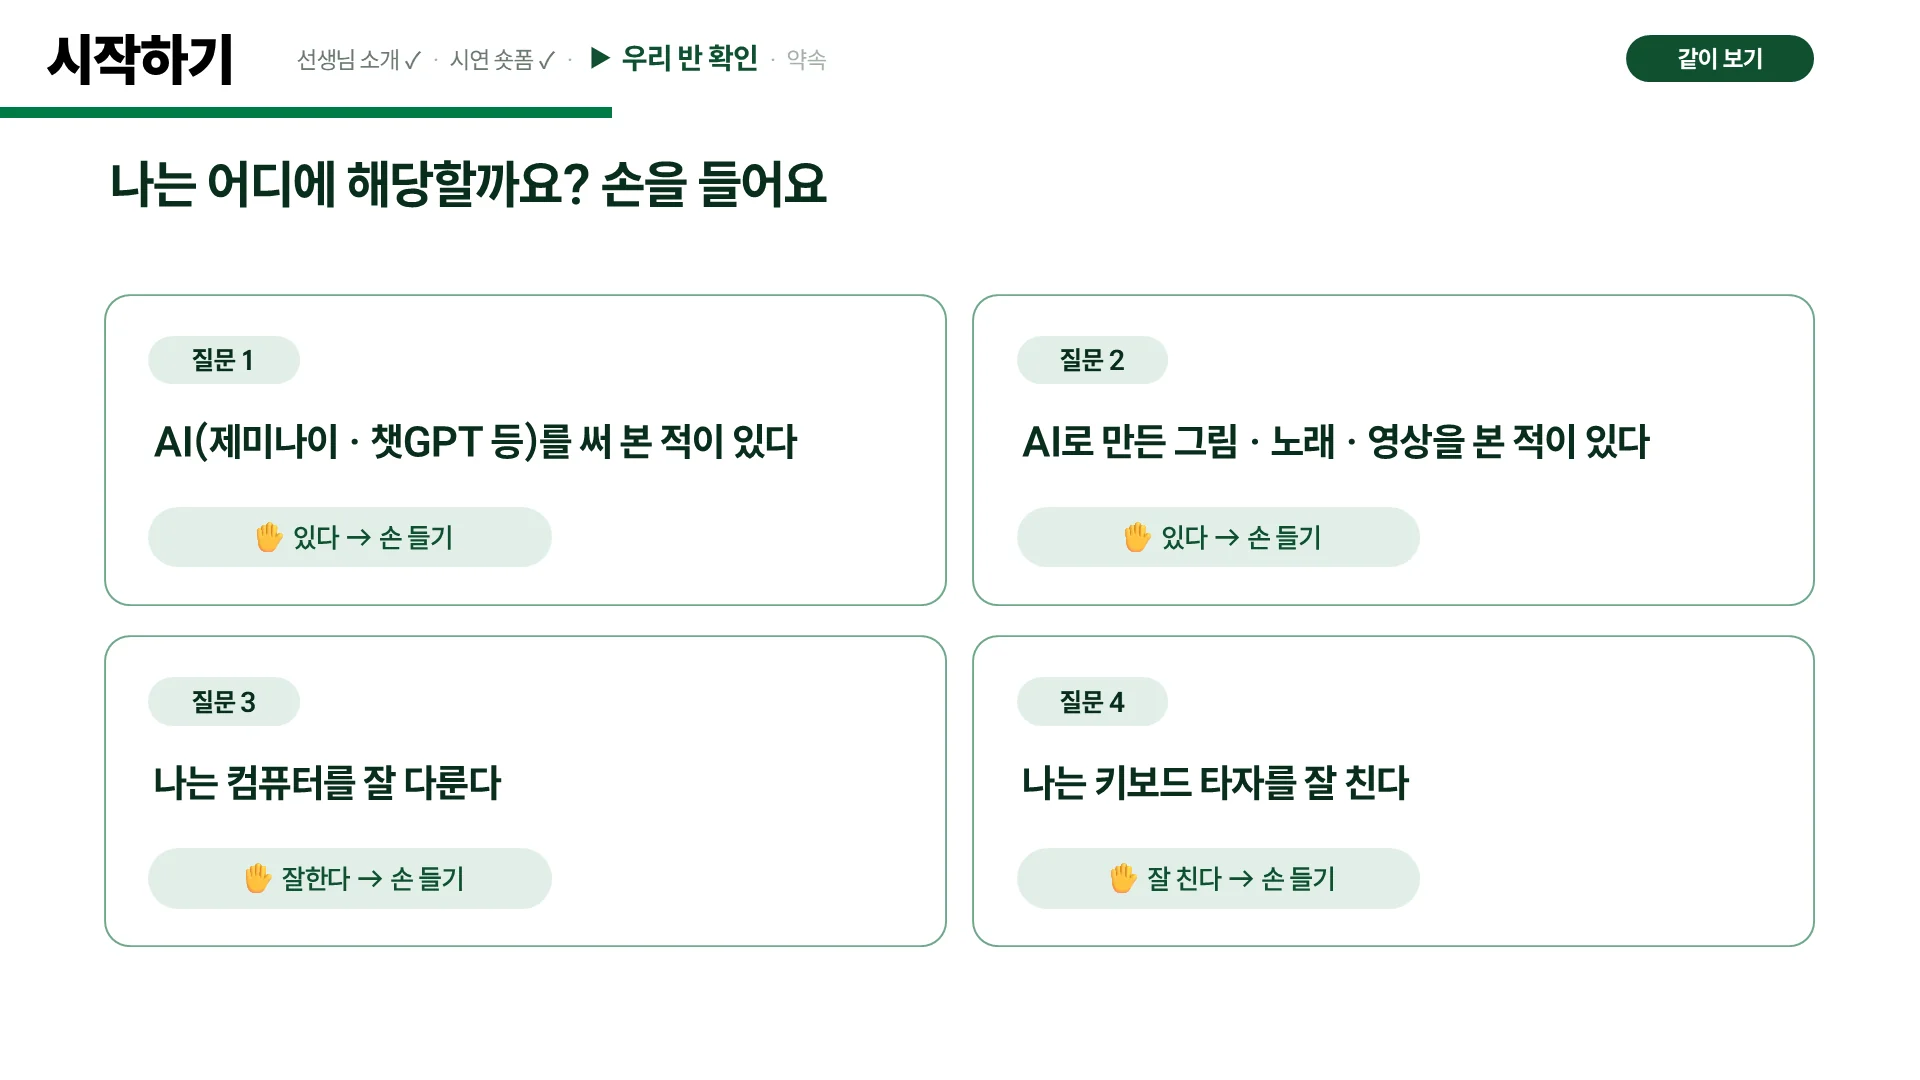 시작하기
선생님 소개 ✓ · 시연 숏폼 ✓ · ▶ 우리 반 확인 · 약속
같이 보기
나는 어디에 해당할까요? 손을 들어요
질문 1
AI(제미나이 · 챗GPT 등)를 써 본 적이 있다
✋ 있다 → 손 들기
질문 2
AI로 만든 그림 · 노래 · 영상을 본 적이 있다
✋ 있다 → 손 들기
질문 3
나는 컴퓨터를 잘 다룬다
✋ 잘한다 → 손 들기
질문 4
나는 키보드 타자를 잘 친다
✋ 잘 친다 → 손 들기